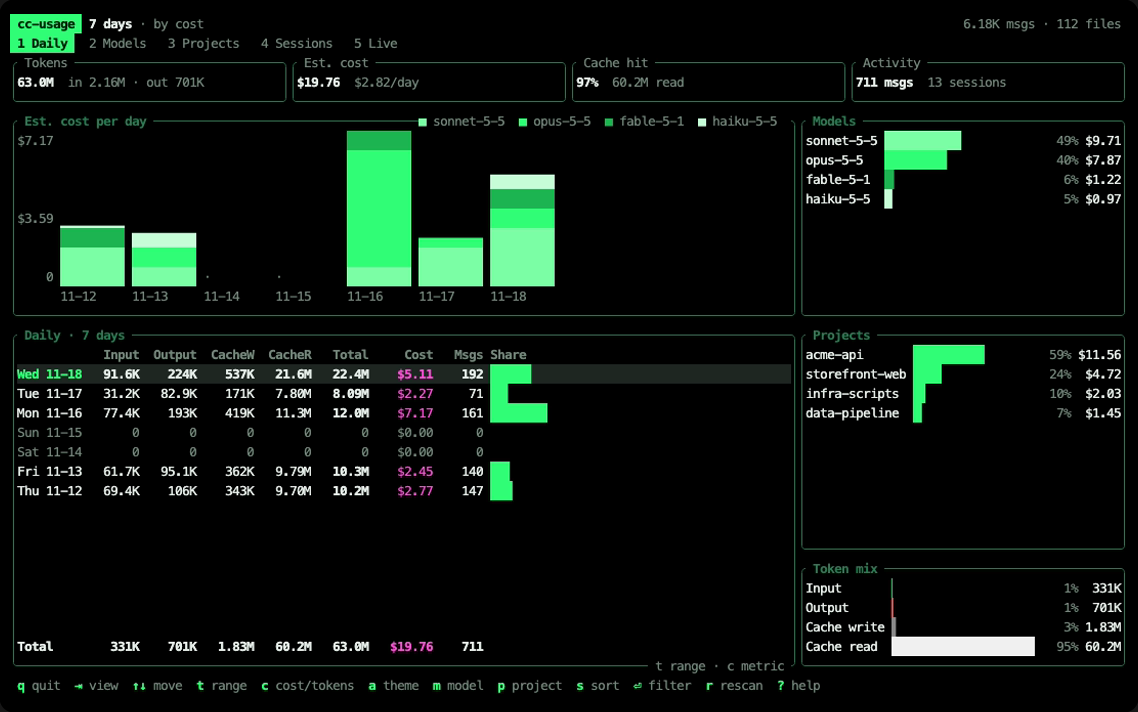 cc-usage 7 days · by cost 6.18K msgs · 112 files
1 Daily 2 Models 3 Projects 4 Sessions 5 Live
Tokens
63.0M in 2.16M · out 701K
Est. cost
$19.76 $2.82/day
Cache hit
97% 60.2M read
Activity
711 msgs 13 sessions
Est. cost per day
sonnet-5-5 opus-5-5 fable-5-1 haiku-5-5
$7.17
$3.59
0
11-12 11-13 11-14 11-15 11-16 11-17 11-18
Models
sonnet-5-5 49% $9.71
opus-5-5 40% $7.87
fable-5-1 6% $1.22
haiku-5-5 5% $0.97
Daily · 7 days
Input Output CacheW CacheR Total Cost Msgs Share
Wed 11-18 91.6K 224K 537K 21.6M 22.4M $5.11 192
Tue 11-17 31.2K 82.9K 171K 7.80M 8.09M $2.27 71
Mon 11-16 77.4K 193K 419K 11.3M 12.0M $7.17 161
Sun 11-15 0 0 0 0 0 $0.00 0
Sat 11-14 0 0 0 0 0 $0.00 0
Fri 11-13 61.7K 95.1K 362K 9.79M 10.3M $2.45 140
Thu 11-12 69.4K 106K 343K 9.70M 10.2M $2.77 147
Total 331K 701K 1.83M 60.2M 63.0M $19.76 711
t range · c metric
Projects
acme-api 59% $11.56
storefront-web 24% $4.72
infra-scripts 10% $2.03
data-pipeline 7% $1.45
Token mix
Input 1% 331K
Output 1% 701K
Cache write 3% 1.83M
Cache read 95% 60.2M
q quit ⇥ view ↑↓ move t range c cost/tokens a theme m model p project s sort ⏎ filter r rescan ? help